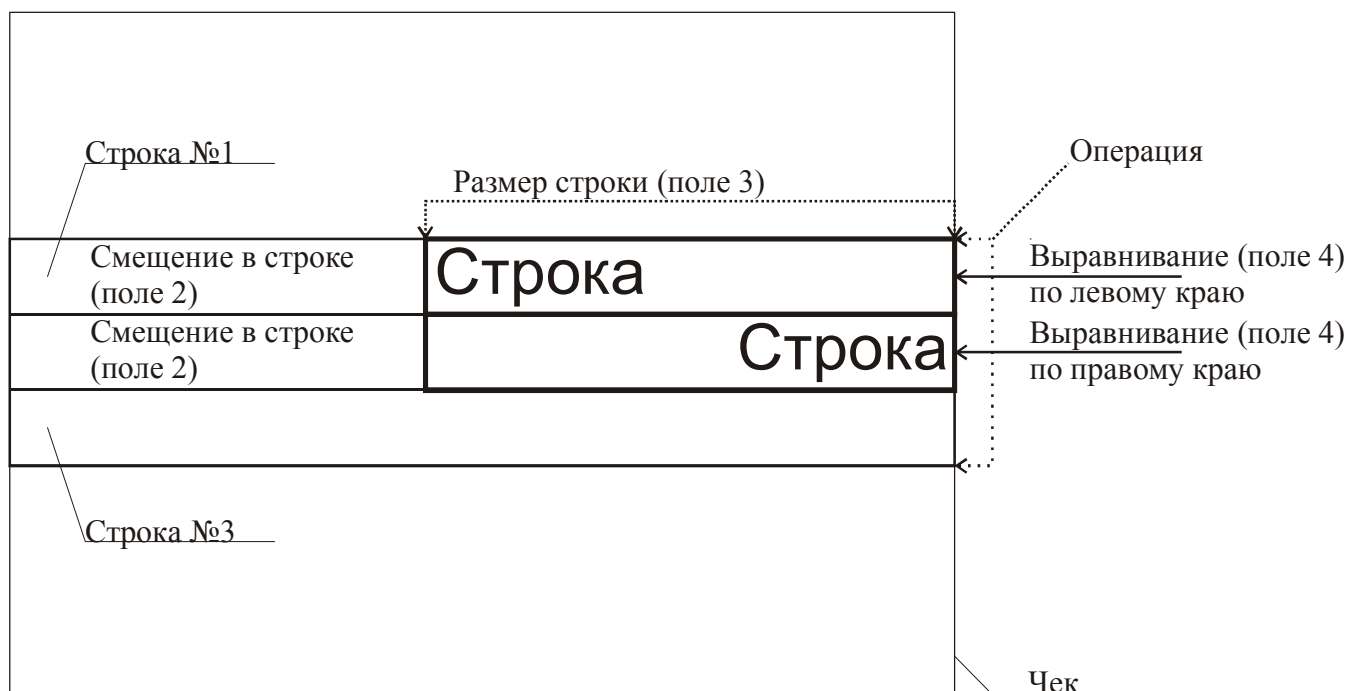 Строка №1
Операция
Размер строки (поле 3)
Смещение в строке
(поле 2)
Строка
Выравнивание (поле 4)
по левому краю
Смещение в строке
(поле 2)
Строка
Выравнивание (поле 4)
по правому краю
Строка №3
Чек